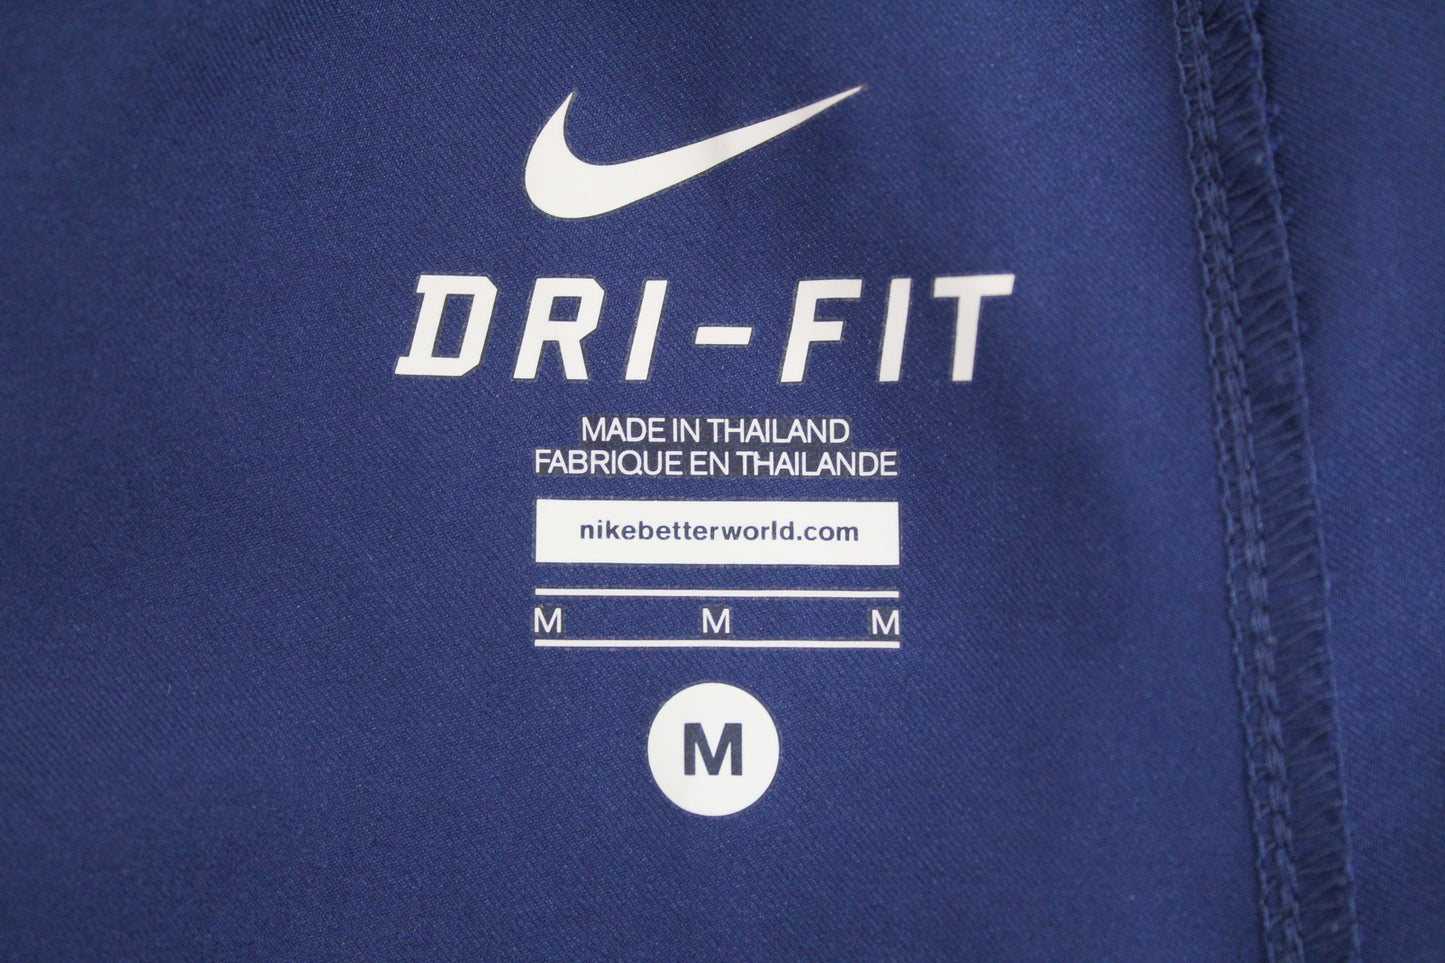 DRI-FIT
MADE IN THAILAND
FABRIQUE EN THAILANDE
nikebetterworld.com
M M M
M